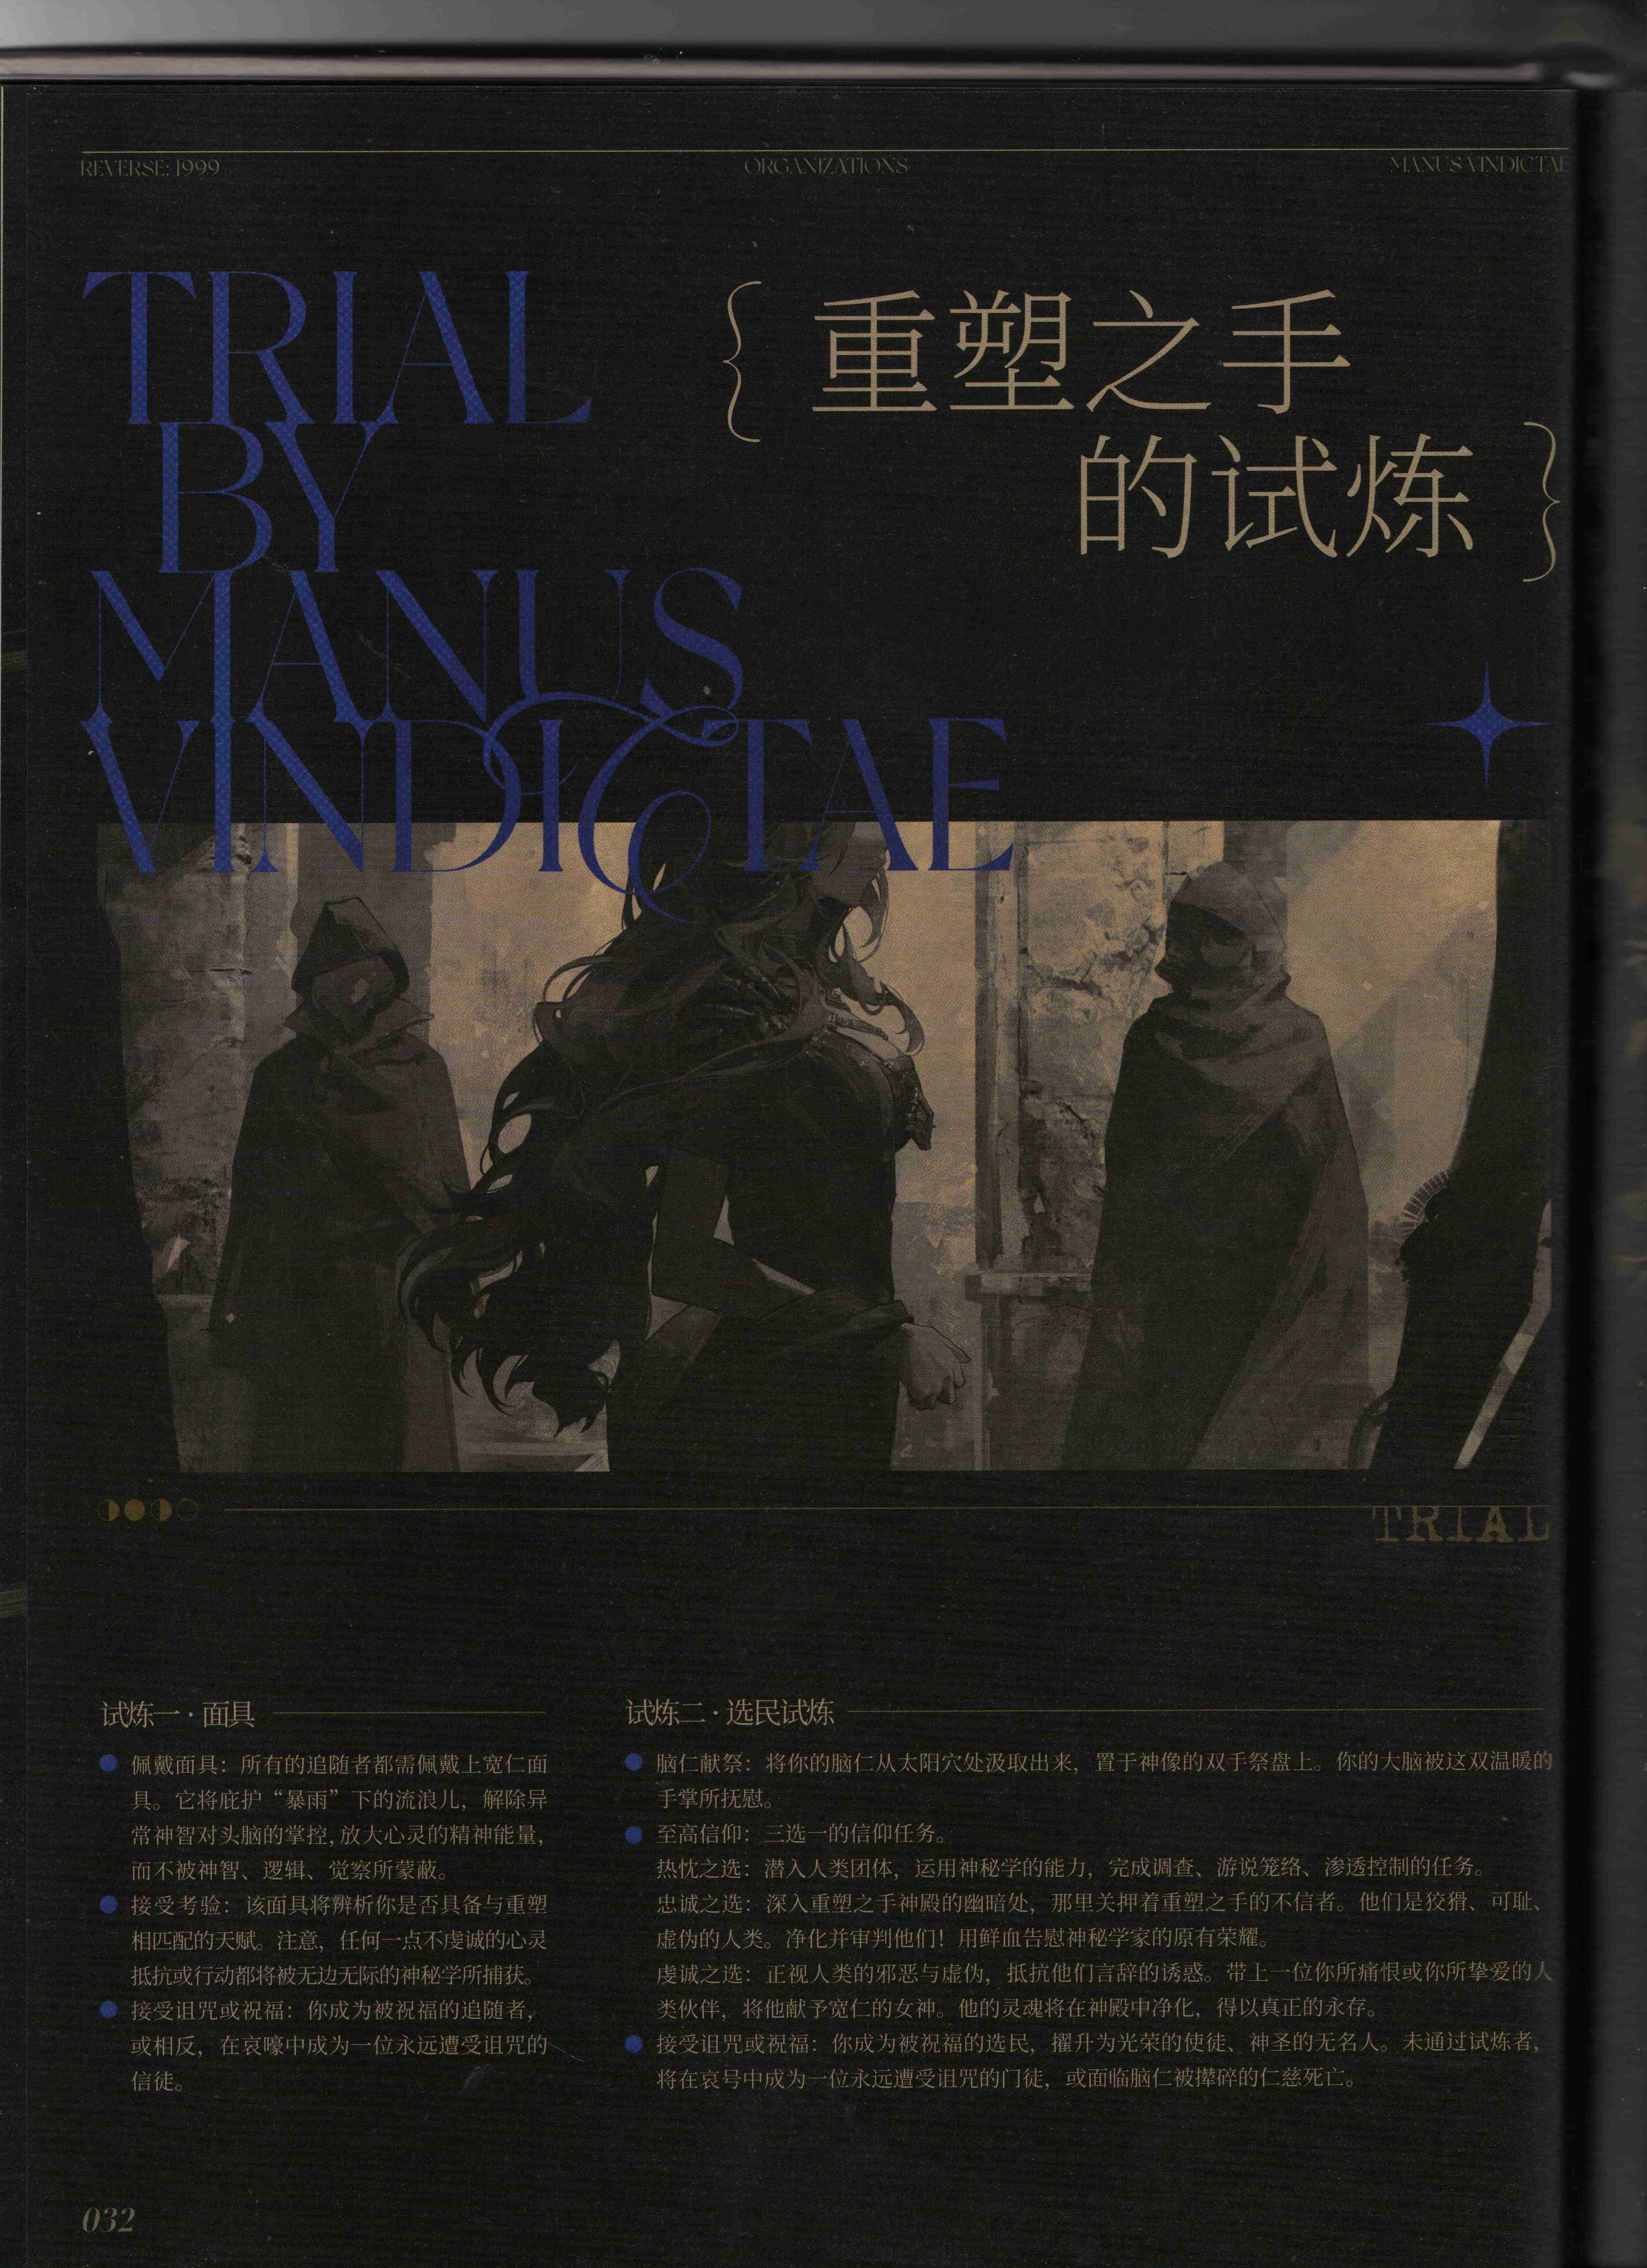 REVERSE: 1999
ORGANIZATIONS
MANUS VINDICTAE
TRIAL
BY
MANUS
VINDICTAE
{ 重塑之手
的试炼 }
TRIAL
试炼一 · 面具
佩戴面具：所有的追随者都需佩戴上宽仁面
具。它将庇护“暴雨”下的流浪儿，解除异
常神智对头脑的掌控，放大心灵的精神能量，
而不被神智、逻辑、觉察所蒙蔽。
接受考验：该面具将辨析你是否具备与重塑
相匹配的天赋。注意，任何一点不虔诚的心灵
抵抗或行动都将被无边无际的神秘学所捕获。
接受诅咒或祝福：你成为被祝福的追随者，
或相反，在哀嚎中成为一位永远遭受诅咒的
信徒。
试炼二 · 选民试炼
脑仁献祭：将你的脑仁从太阳穴处汲取出来，置于神像的双手祭盘上。你的大脑被这双温暖的
手掌所抚慰。
至高信仰：三选一的信仰任务。
热忱之选：潜入人类团体，运用神秘学的能力，完成调查、游说笼络、渗透控制的任务。
忠诚之选：深入重塑之手神殿的幽暗处，那里关押着重塑之手的不信者。他们是狡猾、可耻、
虚伪的人类。净化并审判他们！用鲜血告慰神秘学家的原有荣耀。
虔诚之选：正视人类的邪恶与虚伪，抵抗他们言辞的诱惑。带上一位你所痛恨或你所挚爱的人
类伙伴，将他献予宽仁的女神。他的灵魂将在神殿中净化，得以真正的永存。
接受诅咒或祝福：你成为被祝福的选民，擢升为光荣的使徒、神圣的无名人。未通过试炼者，
将在哀号中成为一位永远遭受诅咒的门徒，或面临脑仁被撵碎的仁慈死亡。
032